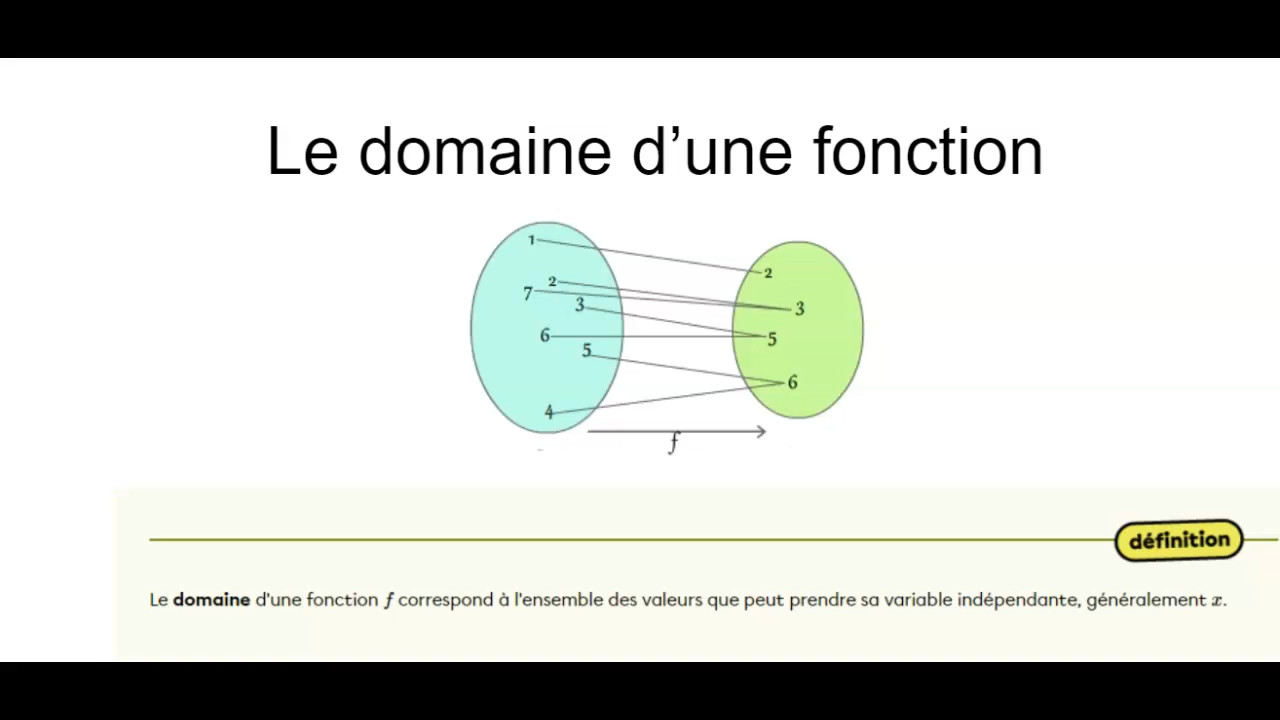 Le domaine d’une fonction
1
2
2
7
3
3
6
5
5
6
4
f
définition
Le domaine d'une fonction f correspond à l'ensemble des valeurs que peut prendre sa variable indépendante, généralement x.